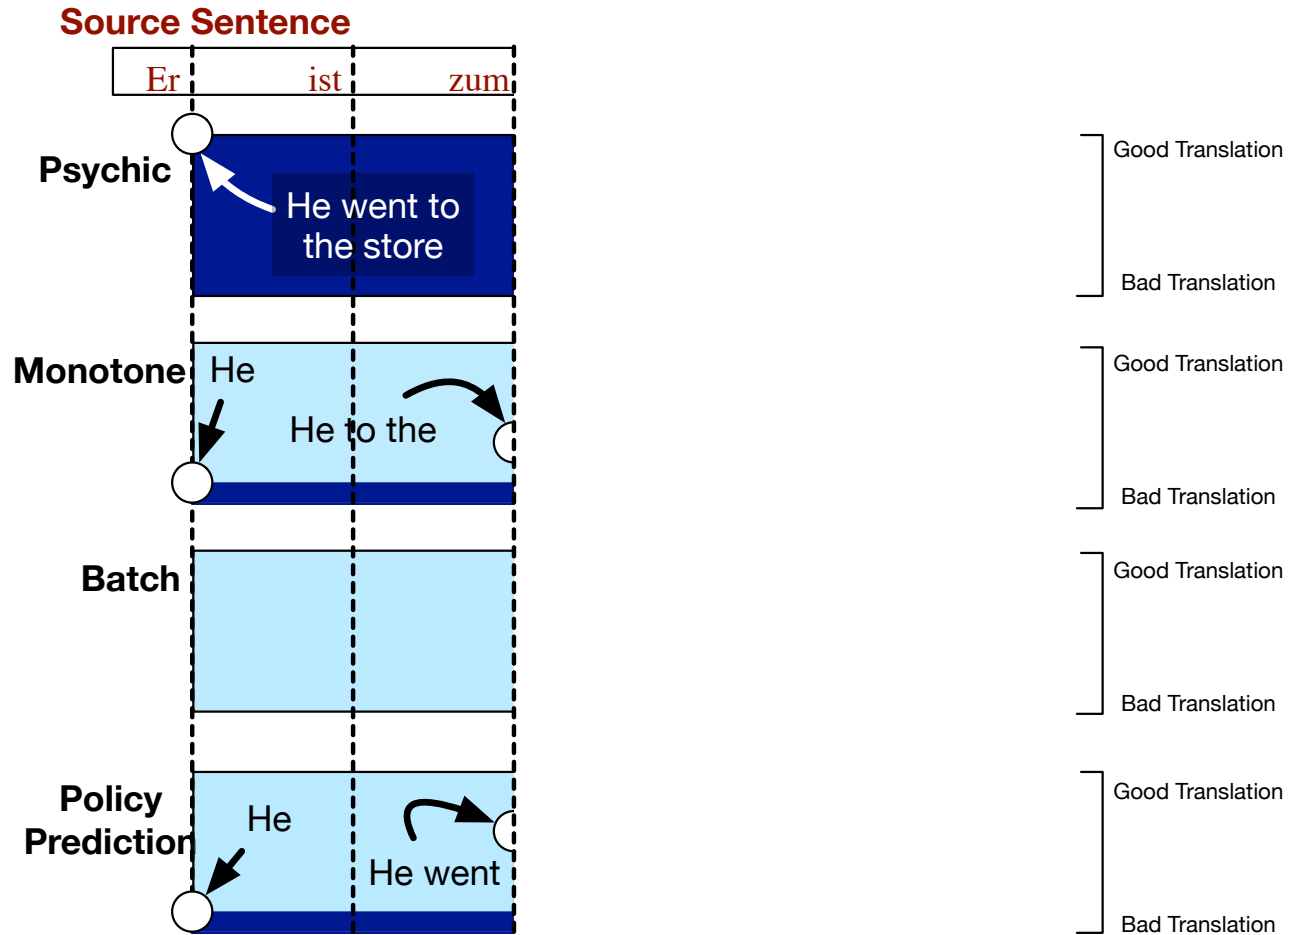 Source Sentence
Er ist zum
Psychic
He went to
the store
Good Translation
Bad Translation
Monotone
He
He to the
Good Translation
Bad Translation
Batch
Good Translation
Bad Translation
Policy
Prediction
He
He went
Good Translation
Bad Translation